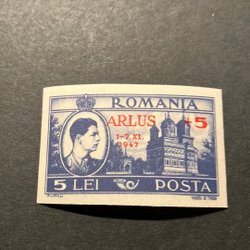 ROMANIA
ARLUS +5
1-7.XI.
1947
5 LEI POSTA